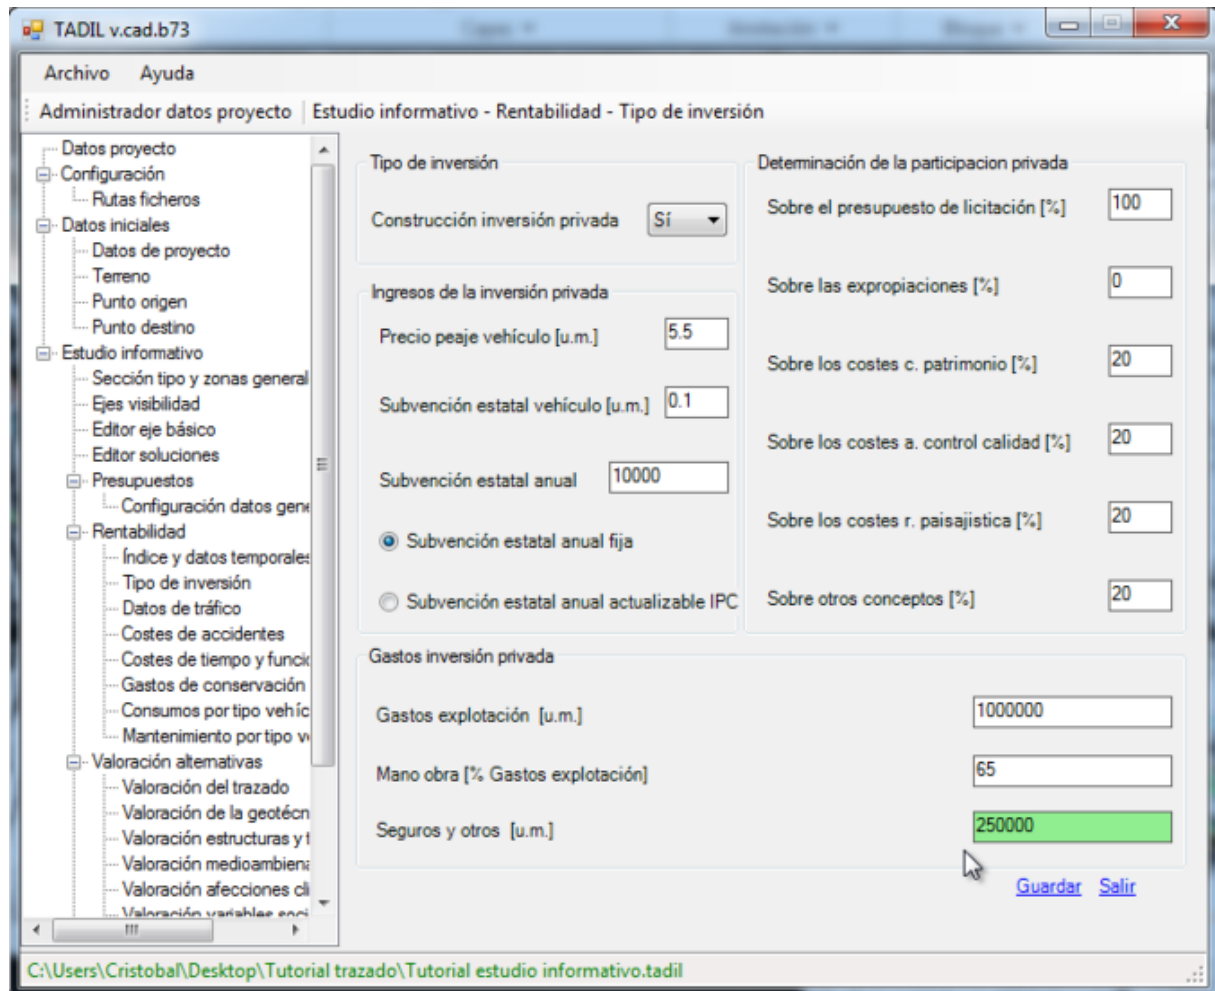 TADIL v.cad.b73
Archivo Ayuda
Administrador datos proyecto Estudio informativo - Rentabilidad - Tipo de inversión
Datos proyecto
Configuración
Rutas ficheros
Datos iniciales
Datos de proyecto
Terreno
Punto origen
Punto destino
Estudio informativo
Sección tipo y zonas general
Ejes visibilidad
Editor eje básico
Editor soluciones
Presupuestos
Configuración datos gene
Rentabilidad
Índice y datos temporales
Tipo de inversión
Datos de tráfico
Costes de accidentes
Costes de tiempo y funcio
Gastos de conservación
Consumos por tipo vehíc
Mantenimiento por tipo v
Valoración alternativas
Valoración del trazado
Valoración de la geotécn
Valoración estructuras y t
Valoración medioambiena
Valoración afecciones cli
Valoración variables soci
Tipo de inversión
Construcción inversión privada Sí
Ingresos de la inversión privada
Precio peaje vehículo [u.m.] 5.5
Subvención estatal vehículo [u.m.] 0.1
Subvención estatal anual 10000
Subvención estatal anual fija
Subvención estatal anual actualizable IPC
Determinación de la participacion privada
Sobre el presupuesto de licitación [%] 100
Sobre las expropiaciones [%] 0
Sobre los costes c. patrimonio [%] 20
Sobre los costes a. control calidad [%] 20
Sobre los costes r. paisajistica [%] 20
Sobre otros conceptos [%] 20
Gastos inversión privada
Gastos explotación [u.m.] 1000000
Mano obra [% Gastos explotación] 65
Seguros y otros [u.m.] 250000
Guardar Salir
C:\Users\Cristobal\Desktop\Tutorial trazado\Tutorial estudio informativo.tadil